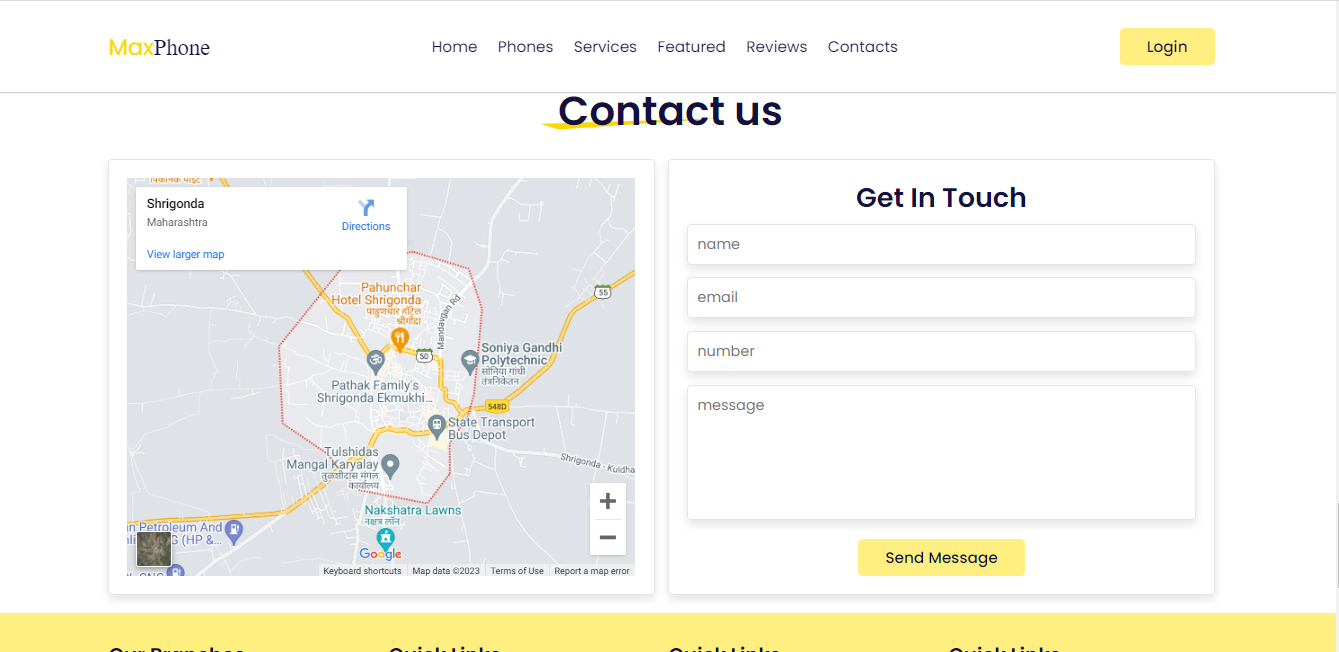 MaxPhone
Home Phones Services Featured Reviews Contacts
Login
Contact us
Shrigonda
Maharashtra
Directions
View larger map
55
Pahunchar
Hotel Shrigonda
पाहुणचार हॉटेल
श्रीगोंदा
Mandavgan Rd
50
Soniya Gandhi
Polytechnic
सोनिया गांधी
तंत्रनिकेतन
Pathak Family's
Shrigonda Ekmukhi...
548D
State Transport
Bus Depot
Tulshidas
Mangal Karyalay
तुळशीदास मंगल
कार्यालय
Shrigonda - Kuldha
Nakshatra Lawns
नक्षत्र लॉन
n Petroleum And
G (HP &...
Google
Keyboard shortcuts Map data ©2023 Terms of Use Report a map error
Get In Touch
name
email
number
message
Send Message
Our Branches Quick Links Quick Links Quick Links